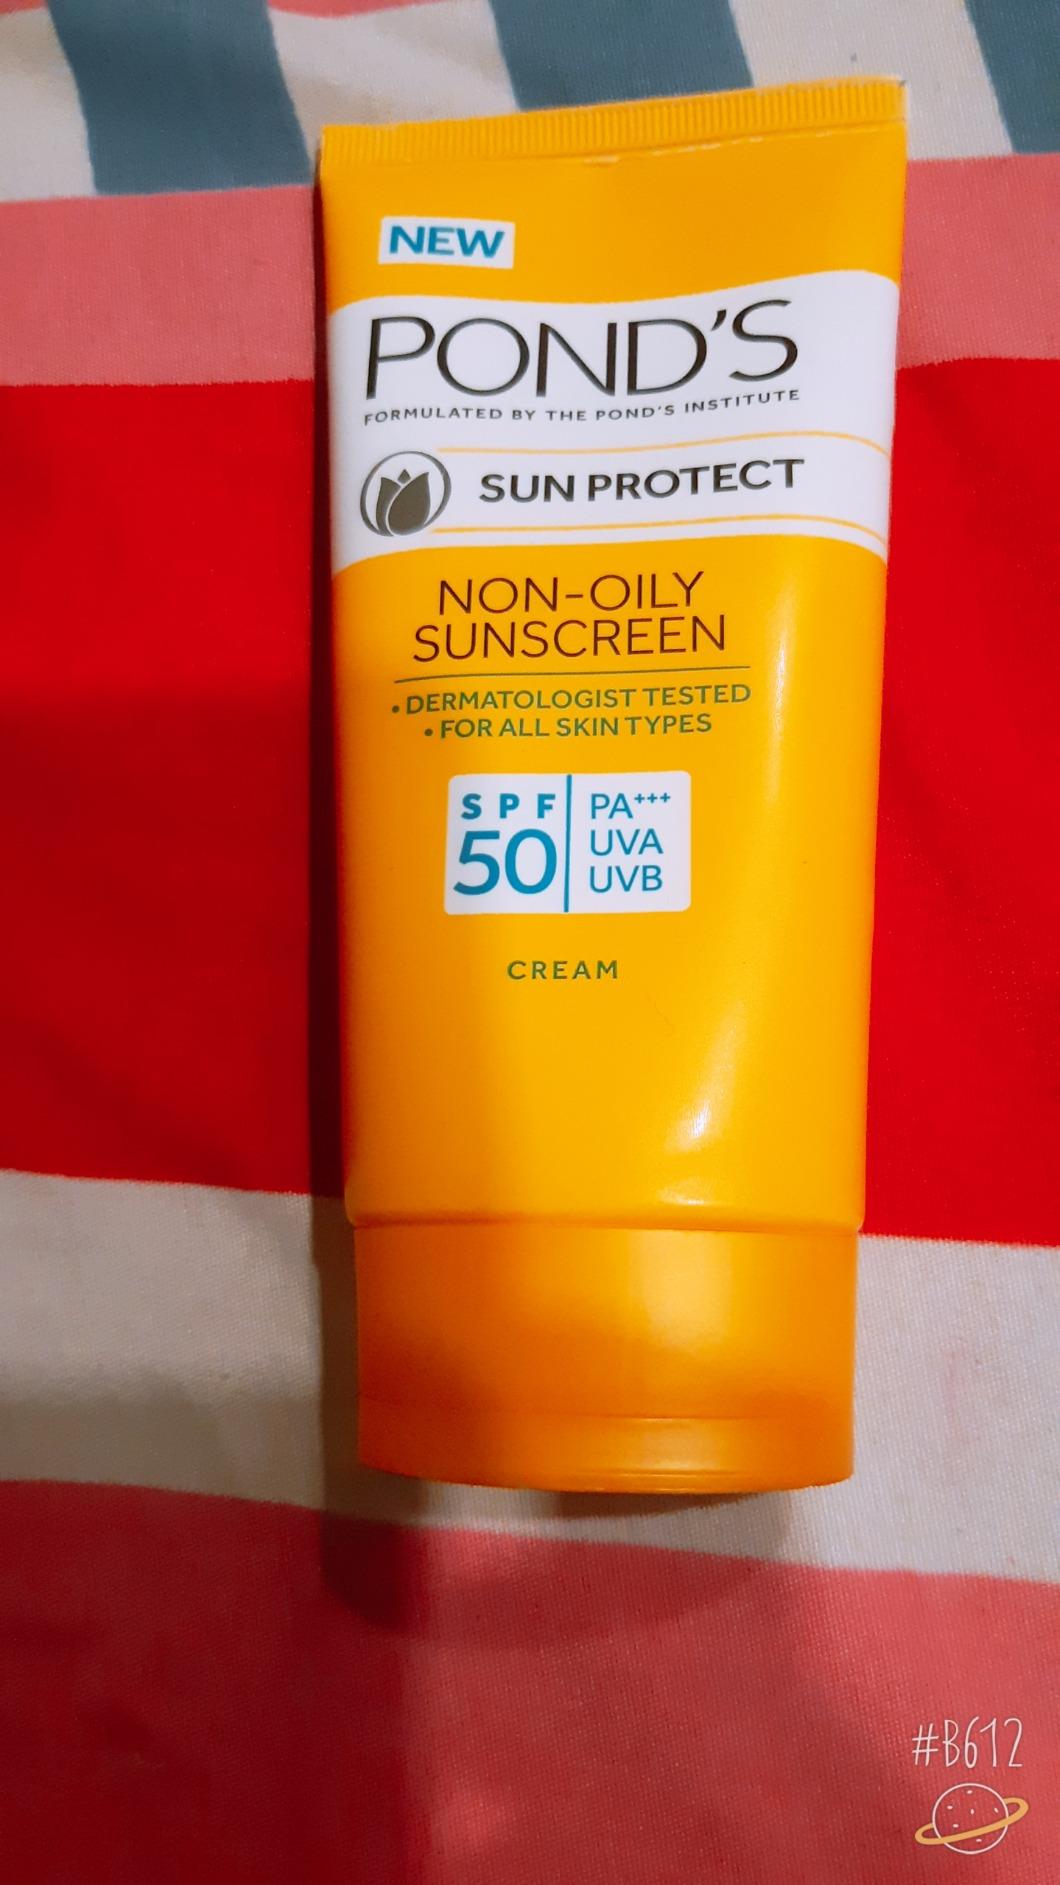 NEW
POND'S
FORMULATED BY THE POND'S INSTITUTE
SUN PROTECT
NON-OILY
SUNSCREEN
• DERMATOLOGIST TESTED
• FOR ALL SKIN TYPES
SPF
50
PA+++
UVA
UVB
CREAM
#B612